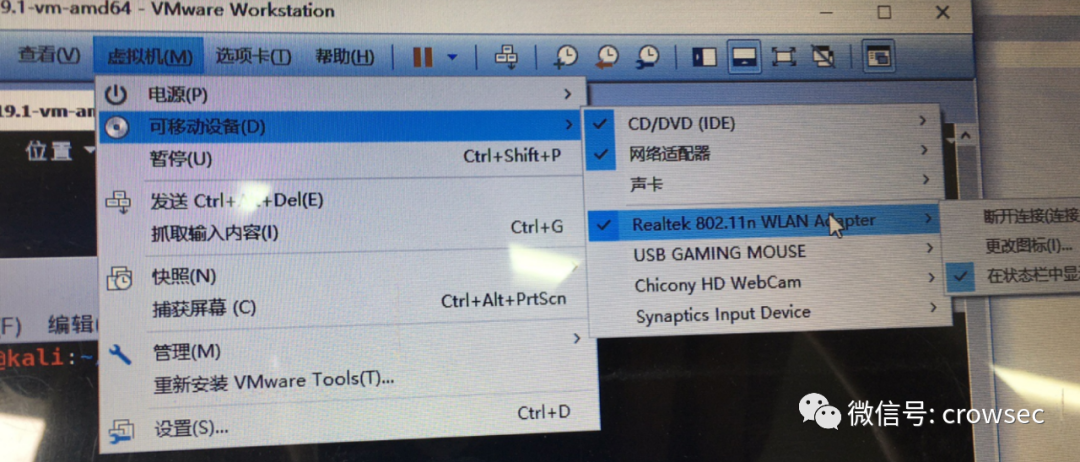 9.1-vm-amd64 - VMware Workstation
查看(V) 虚拟机(M) 选项卡(T) 帮助(H)
19.1-vm-an
位置
电源(P)
可移动设备(D)
暂停(U) Ctrl+Shift+P
发送 Ctrl+ +Del(E)
抓取输入内容(I) Ctrl+G
快照(N)
捕获屏幕 (C) Ctrl+Alt+PrtScn
管理(M)
重新安装 VMware Tools(T)...
设置(S)... Ctrl+D
CD/DVD (IDE)
网络适配器
声卡
Realtek 802.11n WLAN Adapter
USB GAMING MOUSE
Chicony HD WebCam
Synaptics Input Device
断开连接(连接
更改图标(I)...
在状态栏中显
F) 编辑(
@kali:~
微信号: crowsec